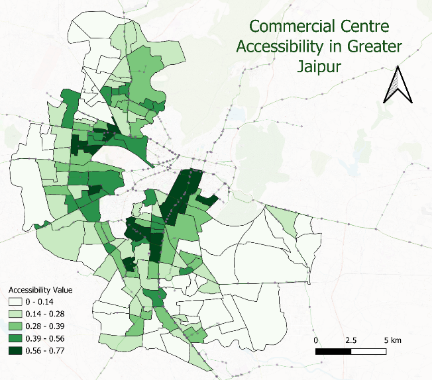 Commercial Centre
Accessibility in Greater
Jaipur
Accessibility Value
0 - 0.14
0.14 - 0.28
0.28 - 0.39
0.39 - 0.56
0.56 - 0.77
0 2.5 5 km